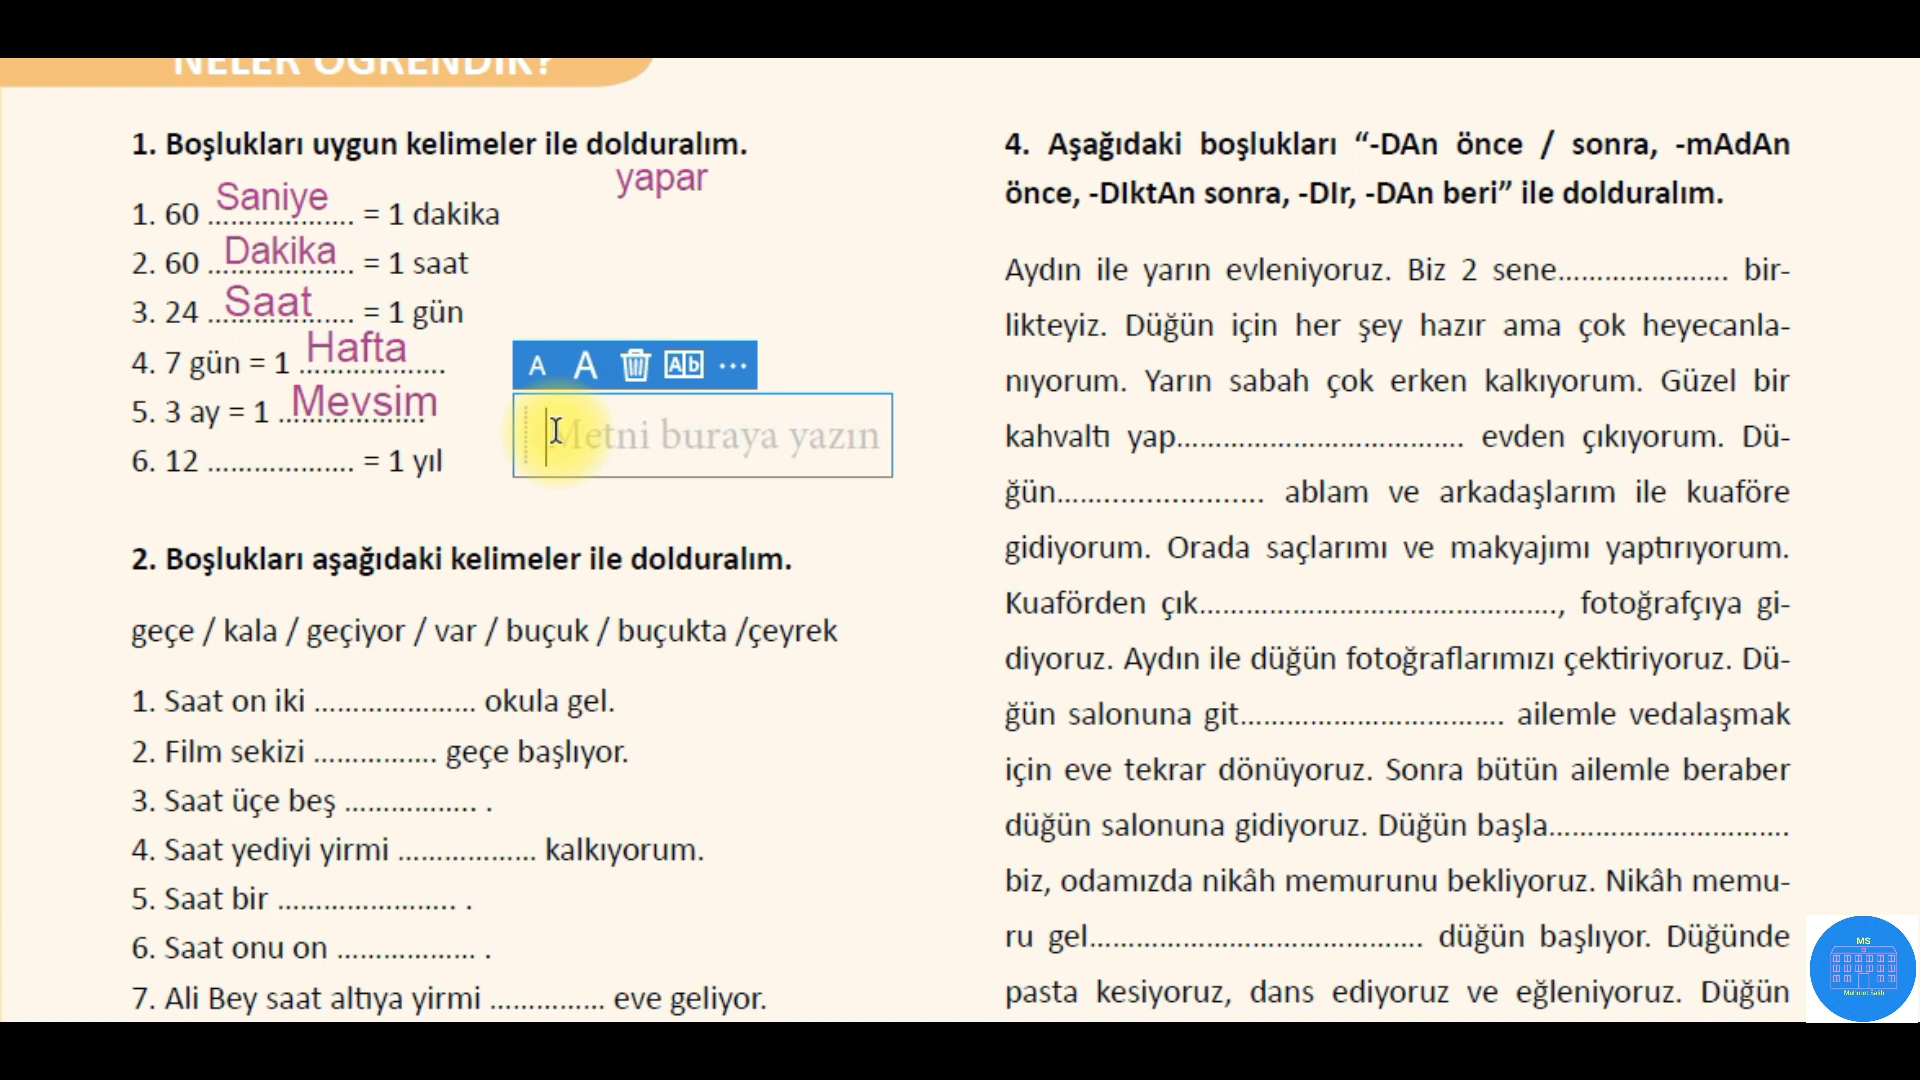 NELER ÖĞRENDİK?
1. Boşlukları uygun kelimeler ile dolduralım.
yapar
1. 60 Saniye ................... = 1 dakika
2. 60 Dakika ................... = 1 saat
3. 24 Saat ................... = 1 gün
4. 7 gün = 1 Hafta ...................
5. 3 ay = 1 Mevsim ...................
6. 12 ................... = 1 yıl
A A Ab ...
Metni buraya yazın
2. Boşlukları aşağıdaki kelimeler ile dolduralım.
geçe / kala / geçiyor / var / buçuk / buçukta /çeyrek
1. Saat on iki ..................... okula gel.
2. Film sekizi ................ geçe başlıyor.
3. Saat üçe beş ................. .
4. Saat yediyi yirmi .................. kalkıyorum.
5. Saat bir ....................... .
6. Saat onu on .................. .
7. Ali Bey saat altıya yirmi ............... eve geliyor.
4. Aşağıdaki boşlukları “-DAn önce / sonra, -mAdAn
önce, -DIktAn sonra, -DIr, -DAn beri” ile dolduralım.
Aydın ile yarın evleniyoruz. Biz 2 sene...................... bir-
likteyiz. Düğün için her şey hazır ama çok heyecanla-
nıyorum. Yarın sabah çok erken kalkıyorum. Güzel bir
kahvaltı yap..................................... evden çıkıyorum. Dü-
ğün........................... ablam ve arkadaşlarım ile kuaföre
gidiyorum. Orada saçlarımı ve makyajımı yaptırıyorum.
Kuaförden çık.............................................., fotoğrafçıya gi-
diyoruz. Aydın ile düğün fotoğraflarımızı çektiriyoruz. Dü-
ğün salonuna git.................................. ailemle vedalaşmak
için eve tekrar dönüyoruz. Sonra bütün ailemle beraber
düğün salonuna gidiyoruz. Düğün başla...............................
biz, odamızda nikâh memurunu bekliyoruz. Nikâh memu-
ru gel........................................... düğün başlıyor. Düğünde
pasta kesiyoruz, dans ediyoruz ve eğleniyoruz. Düğün
MS
Mehmet Salih